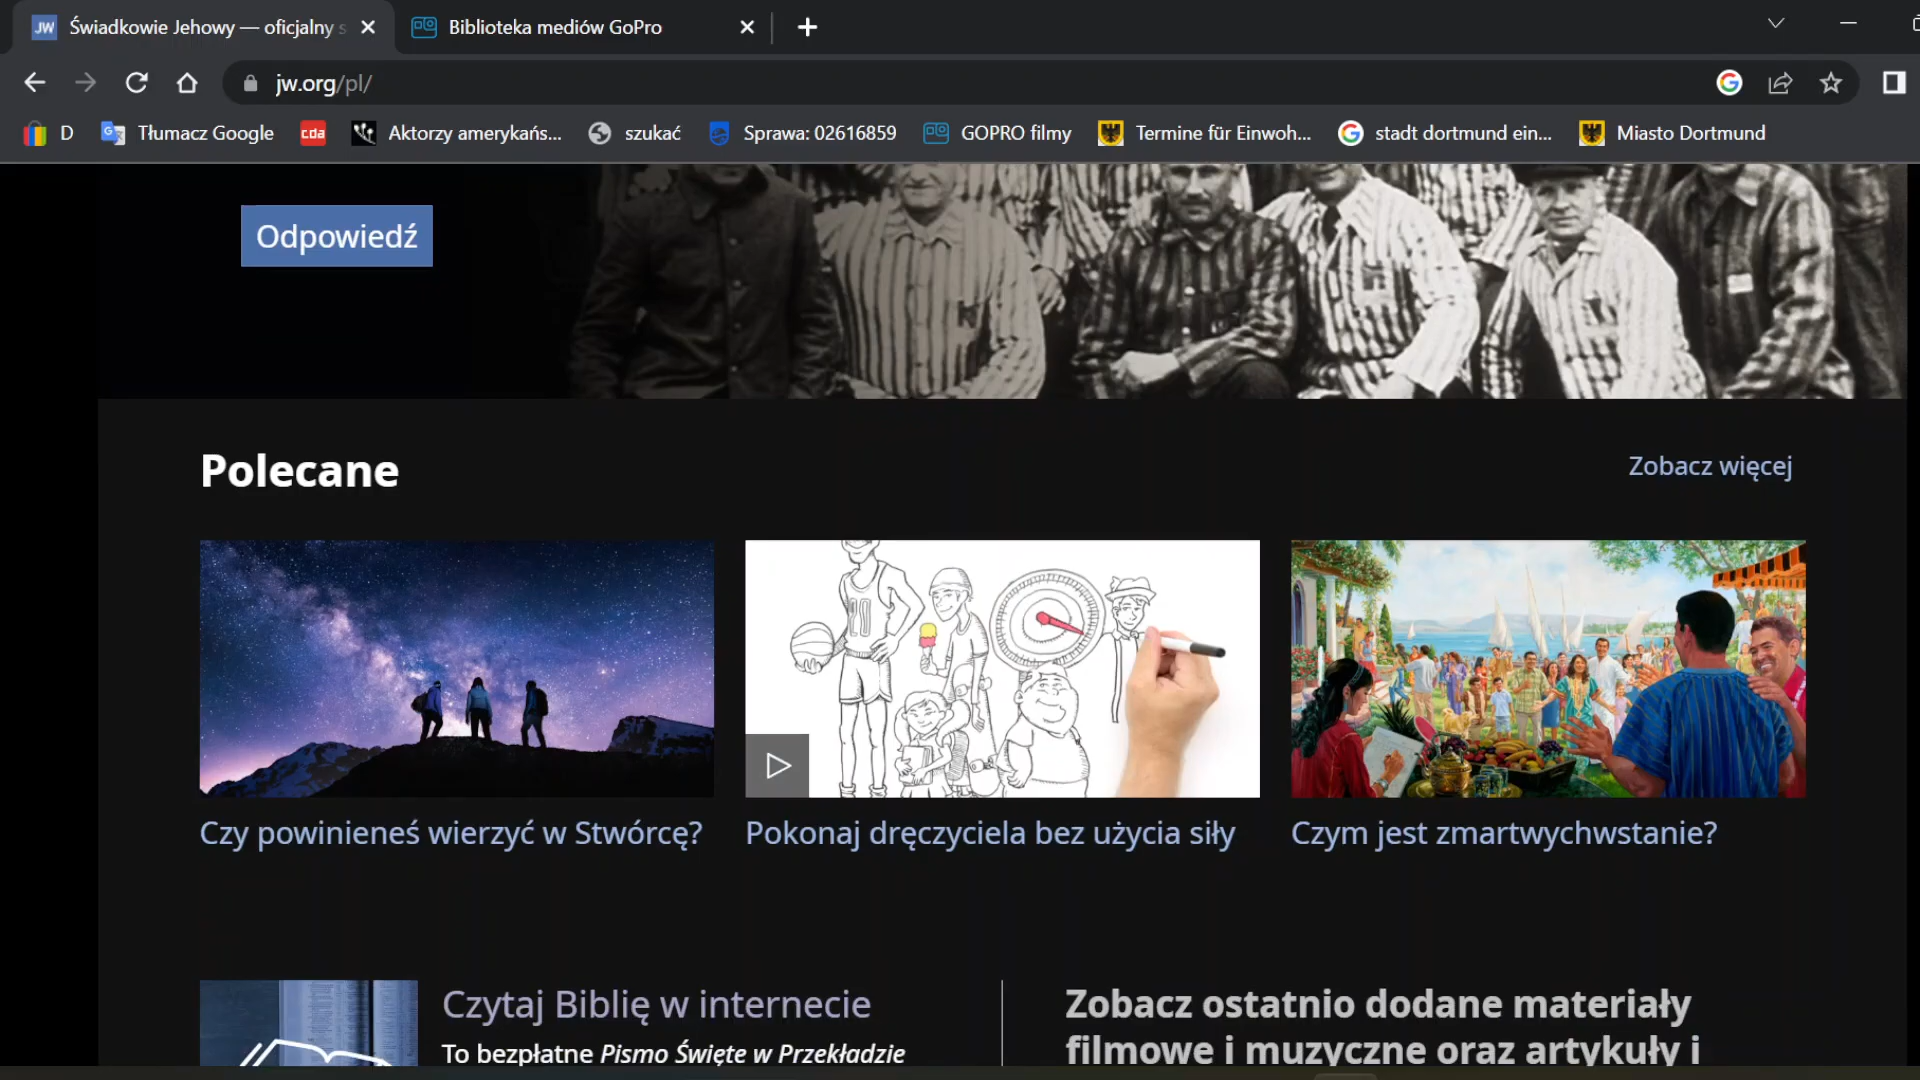 JW Świadkowie Jehowy — oficjalny s
Biblioteka mediów GoPro
jw.org/pl/
D
Tłumacz Google
cda
Aktorzy amerykańs...
szukać
Sprawa: 02616859
GOPRO filmy
Termine für Einwoh...
stadt dortmund ein...
Miasto Dortmund
Odpowiedź
Polecane
Zobacz więcej
Czy powinieneś wierzyć w Stwórcę?
Pokonaj dręczyciela bez użycia siły
Czym jest zmartwychwstanie?
Czytaj Biblię w internecie
To bezpłatne Pismo Święte w Przekładzie
Zobacz ostatnio dodane materiały
filmowe i muzyczne oraz artykuły i